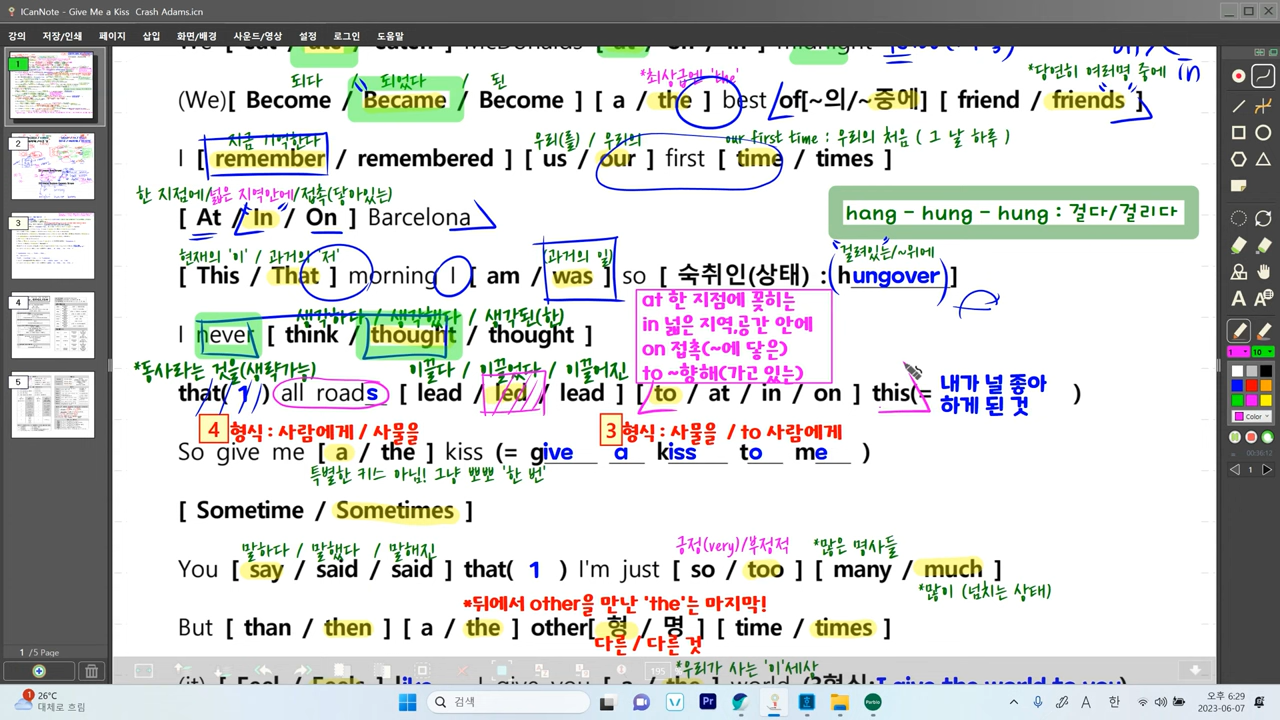 ICanNote - Give Me a Kiss Crash Adams.icn
강의 저장/인쇄 페이지 삽입 화면/배경 사운드/영상 설정 로그인 도움말
되다 / 되었다 / 된
*최상급에 'the'
*당연히 여러명 중에 in
(We)[ Become / Became / Become ] [ a / the ] best of[~의/~중에] [ friend / friends ]
지금 기억한다
우리(를) / 우리의
our first time : 우리의 처음 ( 그 날 하루 )
I [ remember / remembered ] [ us / our ] first [ time / times ]
한 지점에/넓은 지역안에/접촉(닿아있는)
[ At / In / On ] Barcelona
hang - hung - hung : 걸다/걸리다
현재의 '이' / 과거의 '저'
(과거의 일)
"걸려있는"/~위에
[ This / That ] morning I [ am / was ] so [ 숙취인(상태) : (hungover) ]
at 한 지점에 꽂히는
in 넓은 지역,공간 안에
on 접촉(~에 닿은)
to ~향해(가고 있는)
생각하다 / 생각했다 / 생각된(한)
I never [ think / thought / thought ]
*동사라는 것을(생략가능)
이끌다 / 이끌었다 / 이끌어진
that( 1 ) all roads [ lead / led / lead ] [ to / at / in / on ] this(= 내가 널 좋아하게 된 것 )
4 형식 : 사람에게 / 사물을
3 형식 : 사물을 / to 사람에게
So give me [ a / the ] kiss (= give a kiss to me )
특별한 키스 아님! 그냥 뽀뽀 '한 번'
[ Sometime / Sometimes ]
말하다 / 말했다 / 말해진
긍정(very)/부정적
*많은 명사들
You [ say / said / said ] that( 1 ) I'm just [ so / too ] [ many / much ]
*많이 (넘치는 상태)
*뒤에서 other을 만난 'the'는 마지막!
But [ than / then ] [ a / the ] other[ 형 / 명 ] [ time / times ]
다른 / 다른 것
*우리가 사는 '이'세상
1 / 5 Page
195
Color
00:36:12
1
26°C
대체로 흐림
검색
오후 6:29
2023-06-07